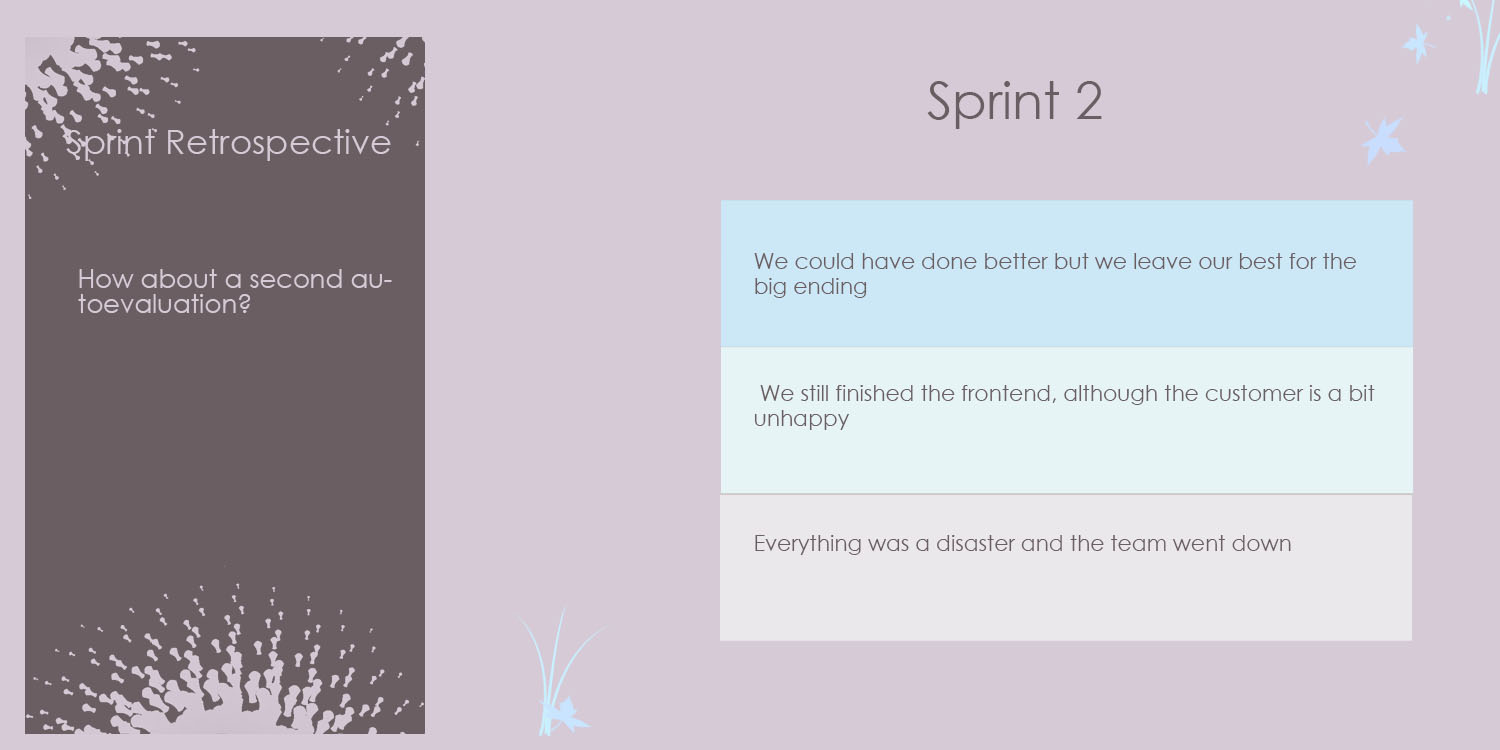 Sprint Retrospective
How about a second au-
toevaluation?
Sprint 2
We could have done better but we leave our best for the
big ending
We still finished the frontend, although the customer is a bit
unhappy
Everything was a disaster and the team went down